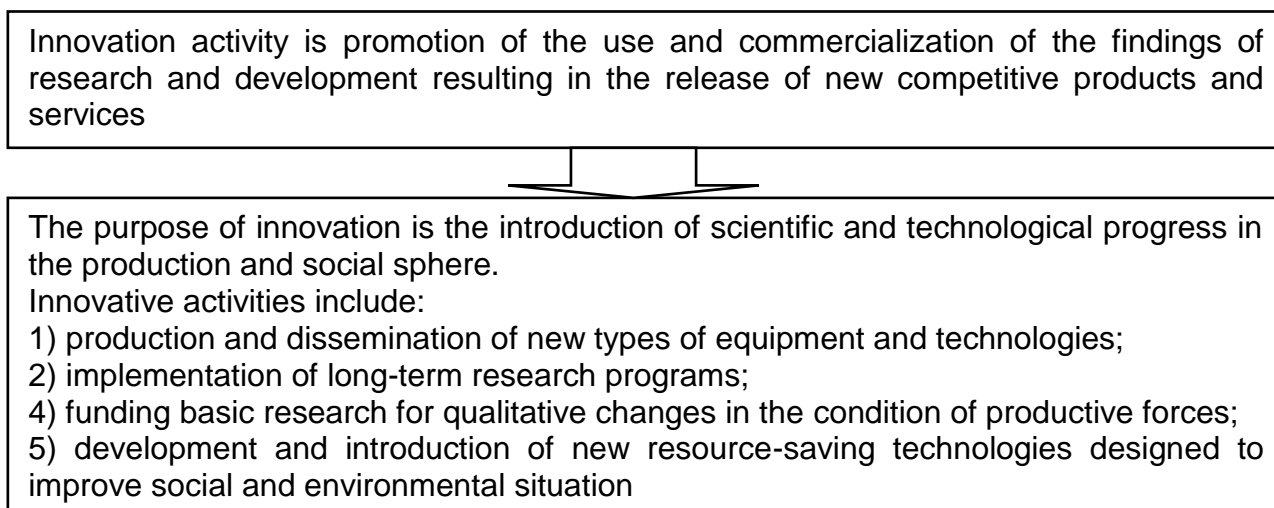 Innovation activity is promotion of the use and commercialization of the findings of
research and development resulting in the release of new competitive products and
services
The purpose of innovation is the introduction of scientific and technological progress in
the production and social sphere.
Innovative activities include:
1) production and dissemination of new types of equipment and technologies;
2) implementation of long-term research programs;
4) funding basic research for qualitative changes in the condition of productive forces;
5) development and introduction of new resource-saving technologies designed to
improve social and environmental situation